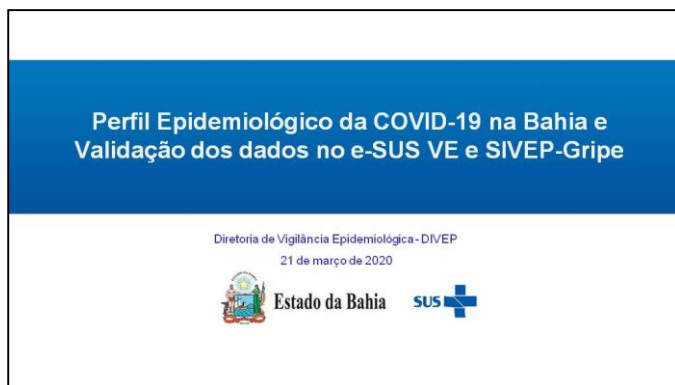 Perfil Epidemiológico da COVID-19 na Bahia e
Validação dos dados no e-SUS VE e SIVEP-Gripe
Diretoria de Vigilância Epidemiológica - DIVEP
21 de março de 2020
Estado da Bahia
SUS